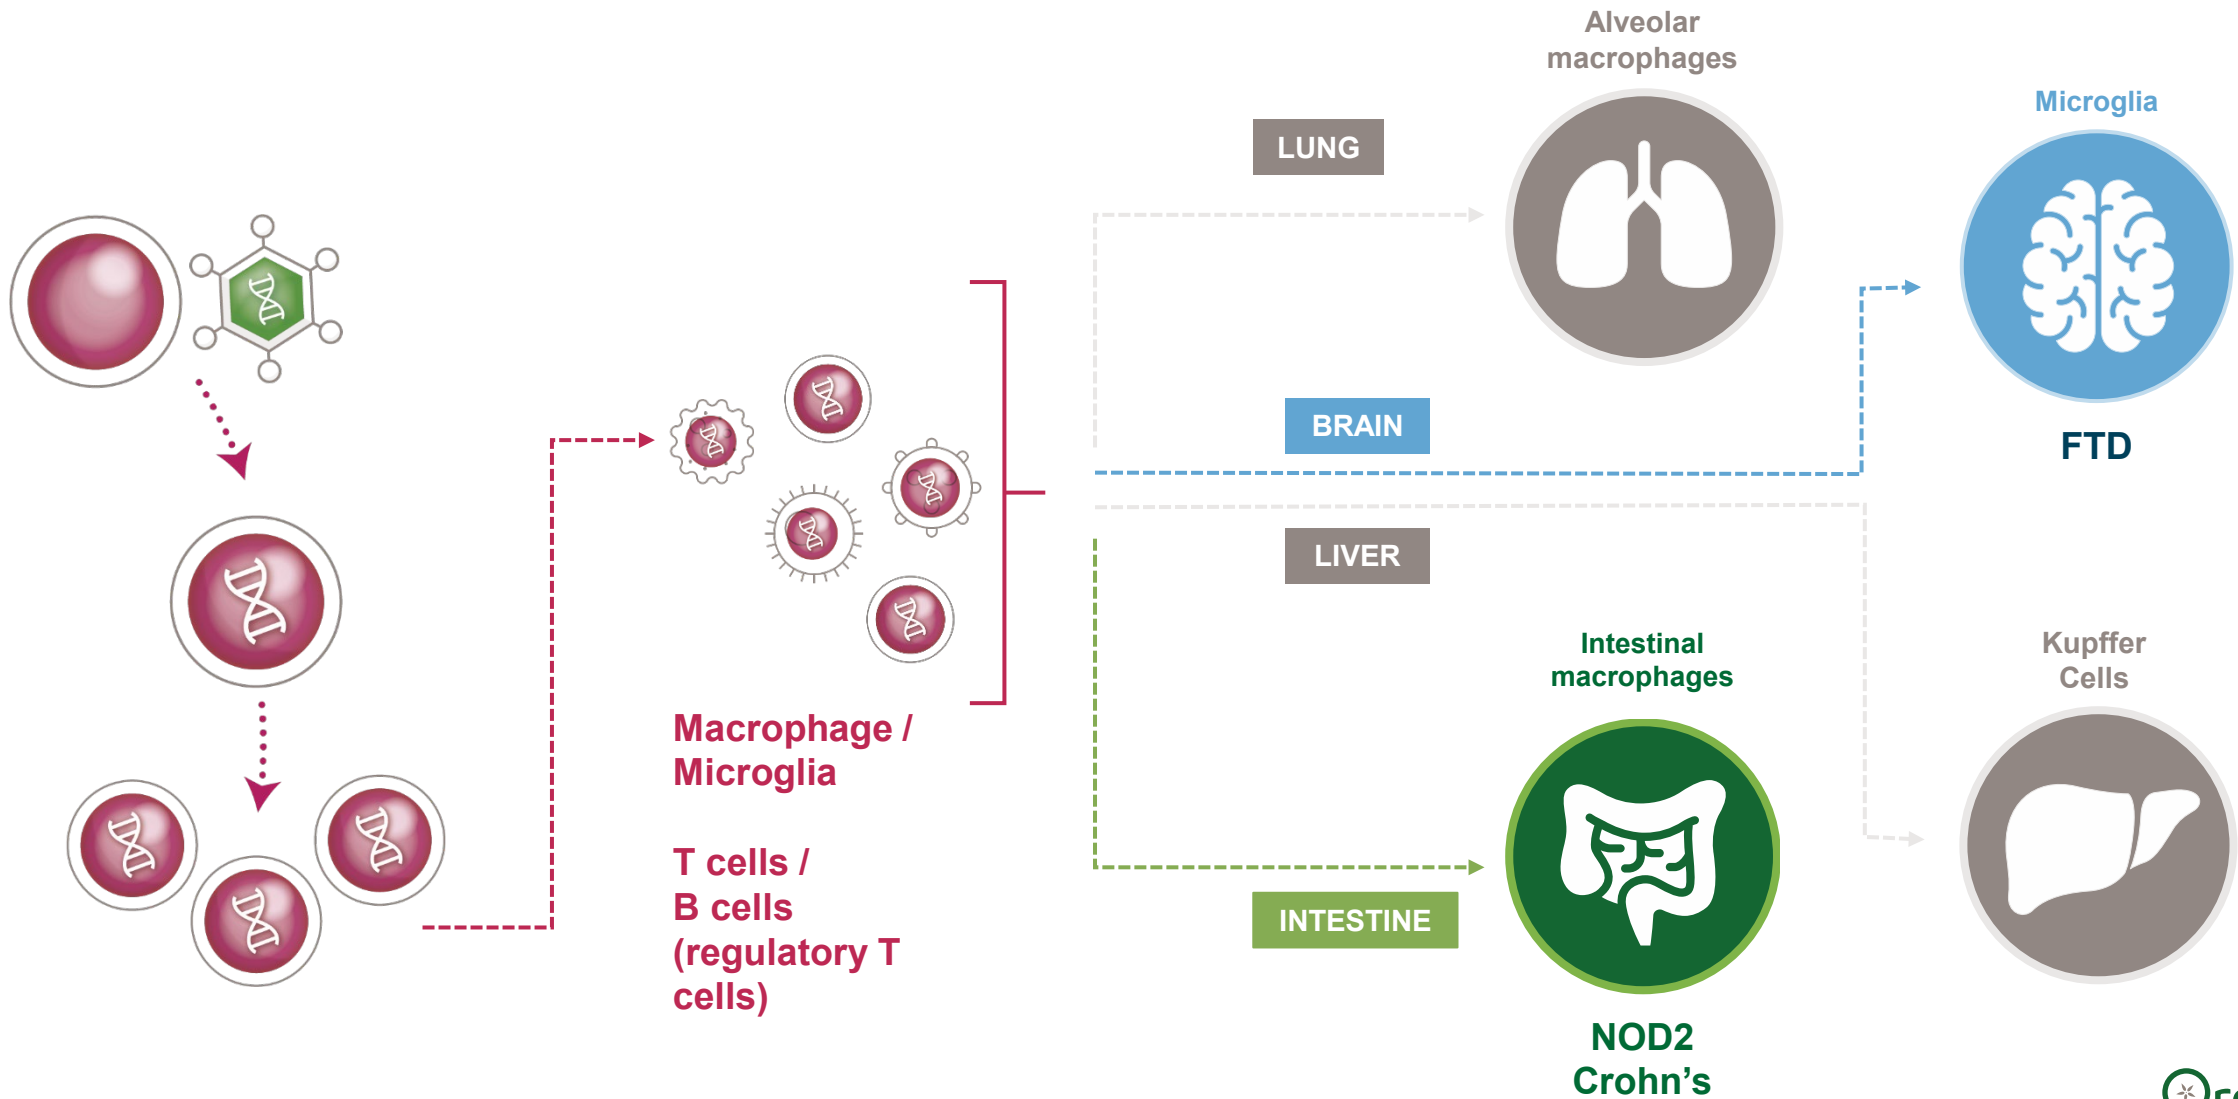 Alveolar
macrophages
Microglia
LUNG
BRAIN
FTD
LIVER
Intestinal
macrophages
Kupffer
Cells
Macrophage /
Microglia
T cells /
B cells
(regulatory T
cells)
INTESTINE
NOD2
Crohn's